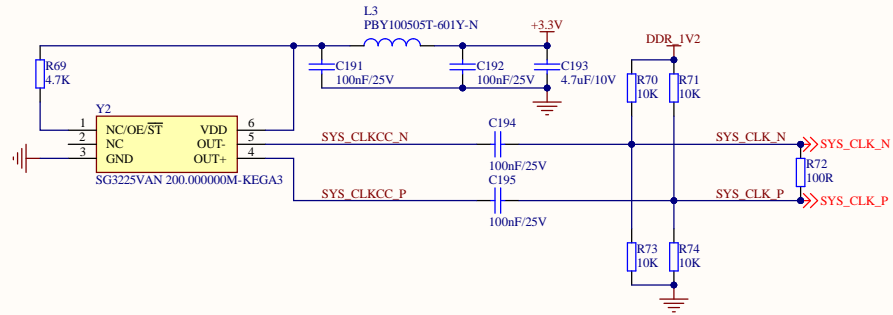 L3
PBY100505T-601Y-N
+3.3V
DDR_1V2
R69
4.7K
C191
100nF/25V
C192
100nF/25V
C193
4.7uF/10V
R70
10K
R71
10K
Y2
1 NC/OE/ST VDD 6
2 NC OUT- 5
3 GND OUT+ 4
SG3225VAN 200.000000M-KEGA3
SYS_CLKCC_N
C194
100nF/25V
SYS_CLK_N
SYS_CLK_N
R72
100R
SYS_CLKCC_P
C195
100nF/25V
SYS_CLK_P
SYS_CLK_P
R73
10K
R74
10K